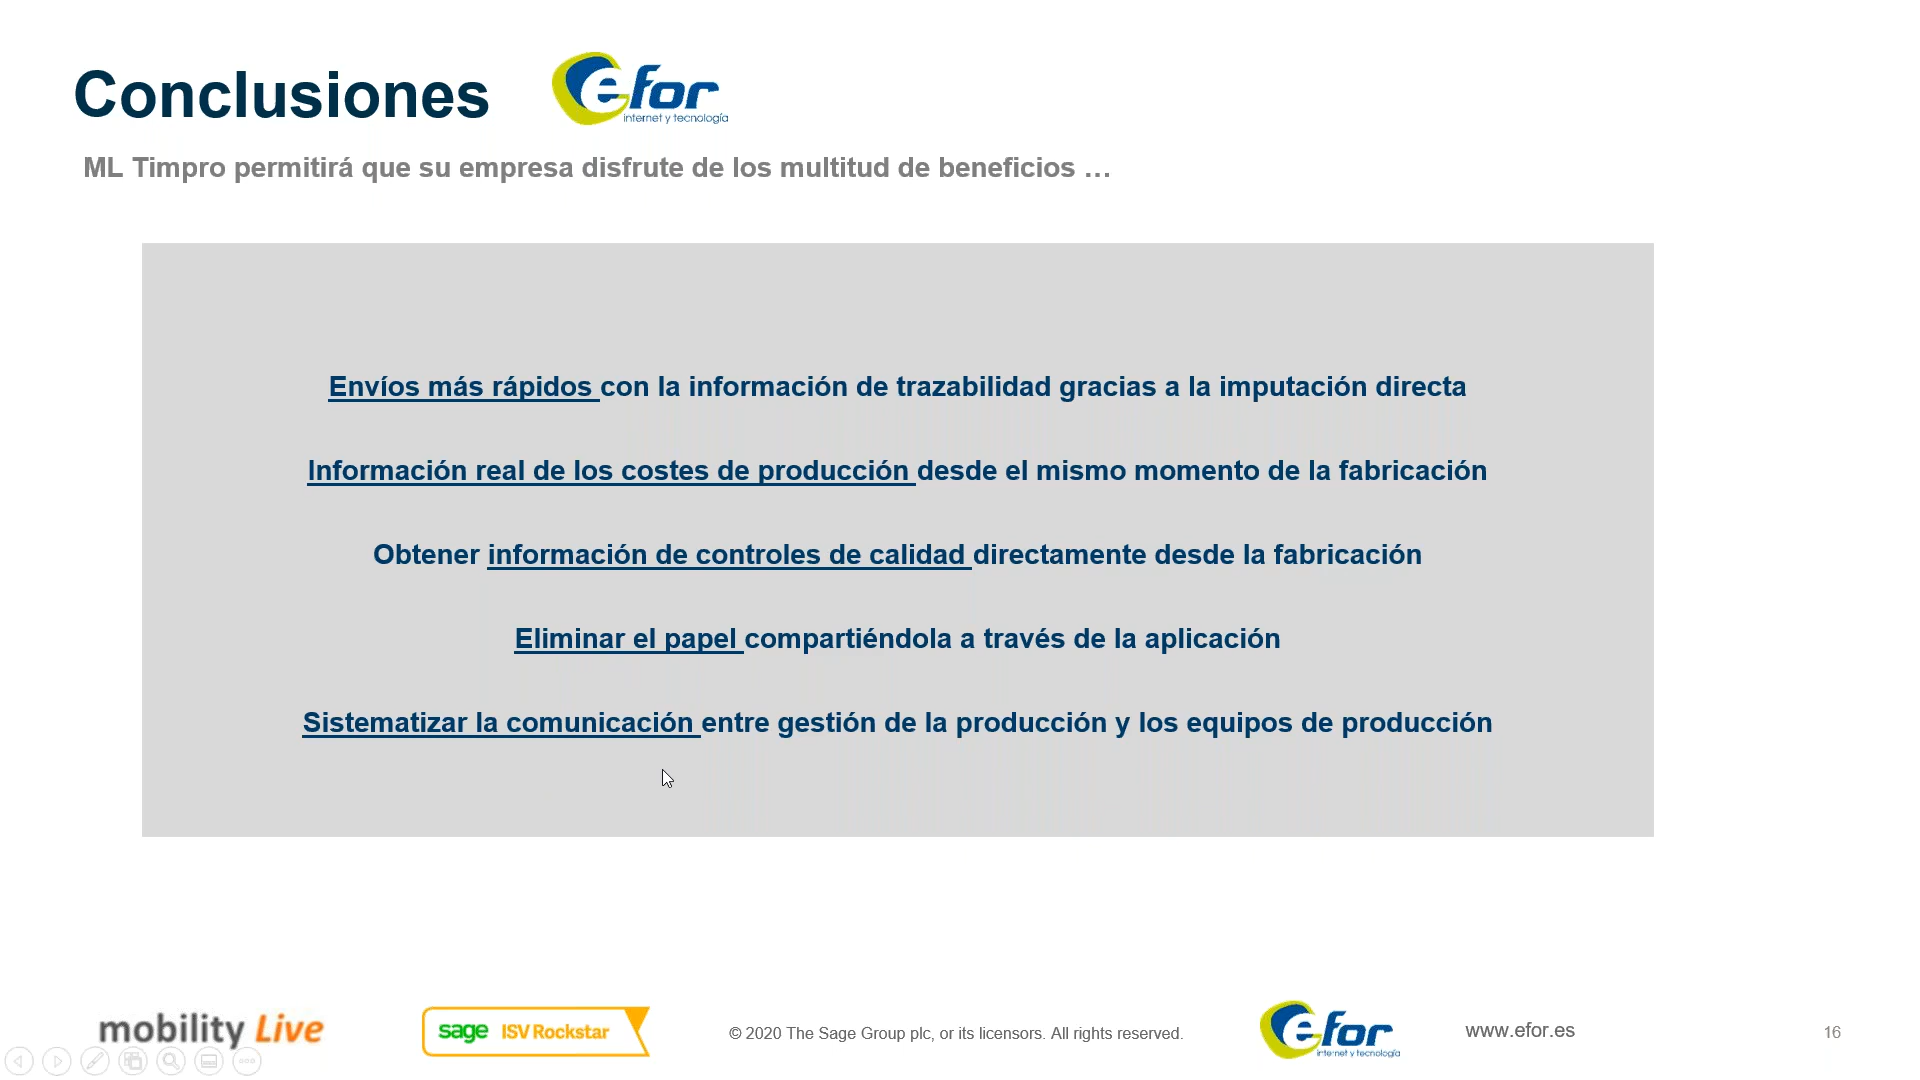 Conclusiones
efor
internet y tecnología
ML Timpro permitirá que su empresa disfrute de los multitud de beneficios …
Envíos más rápidos con la información de trazabilidad gracias a la imputación directa
Información real de los costes de producción desde el mismo momento de la fabricación
Obtener información de controles de calidad directamente desde la fabricación
Eliminar el papel compartiéndola a través de la aplicación
Sistematizar la comunicación entre gestión de la producción y los equipos de producción
mobility Live
sage ISV Rockstar
© 2020 The Sage Group plc, or its licensors. All rights reserved.
efor
internet y tecnología
www.efor.es
16